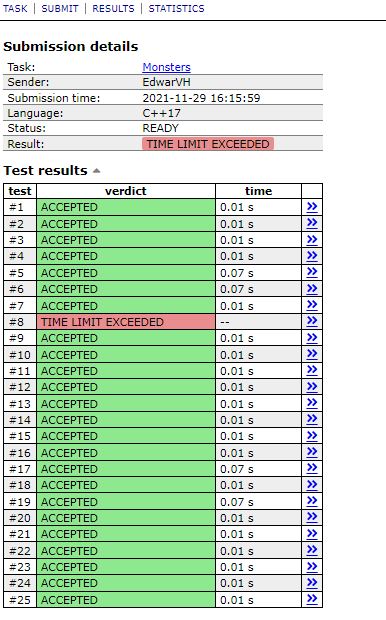 TASK | SUBMIT | RESULTS | STATISTICS
Submission details
Task: Monsters
Sender: EdwarVH
Submission time: 2021-11-29 16:15:59
Language: C++17
Status: READY
Result: TIME LIMIT EXCEEDED
Test results
test verdict time
#1 ACCEPTED 0.01 s »
#2 ACCEPTED 0.01 s »
#3 ACCEPTED 0.01 s »
#4 ACCEPTED 0.01 s »
#5 ACCEPTED 0.07 s »
#6 ACCEPTED 0.07 s »
#7 ACCEPTED 0.01 s »
#8 TIME LIMIT EXCEEDED -- »
#9 ACCEPTED 0.01 s »
#10 ACCEPTED 0.01 s »
#11 ACCEPTED 0.01 s »
#12 ACCEPTED 0.01 s »
#13 ACCEPTED 0.01 s »
#14 ACCEPTED 0.01 s »
#15 ACCEPTED 0.01 s »
#16 ACCEPTED 0.01 s »
#17 ACCEPTED 0.07 s »
#18 ACCEPTED 0.01 s »
#19 ACCEPTED 0.07 s »
#20 ACCEPTED 0.01 s »
#21 ACCEPTED 0.01 s »
#22 ACCEPTED 0.01 s »
#23 ACCEPTED 0.01 s »
#24 ACCEPTED 0.01 s »
#25 ACCEPTED 0.01 s »